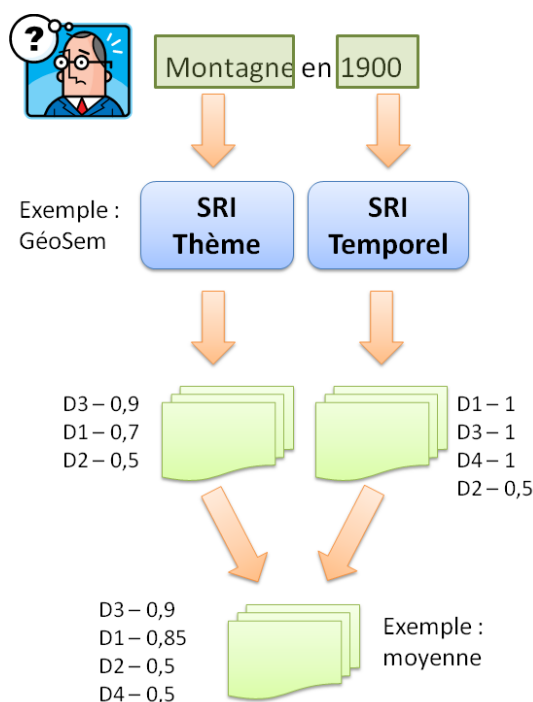 ?
Montagne en 1900
Exemple :
GéoSem
SRI
Thème
SRI
Temporel
D3 – 0,9
D1 – 0,7
D2 – 0,5
D1 – 1
D3 – 1
D4 – 1
D2 – 0,5
D3 – 0,9
D1 – 0,85
D2 – 0,5
D4 – 0.5
Exemple :
moyenne